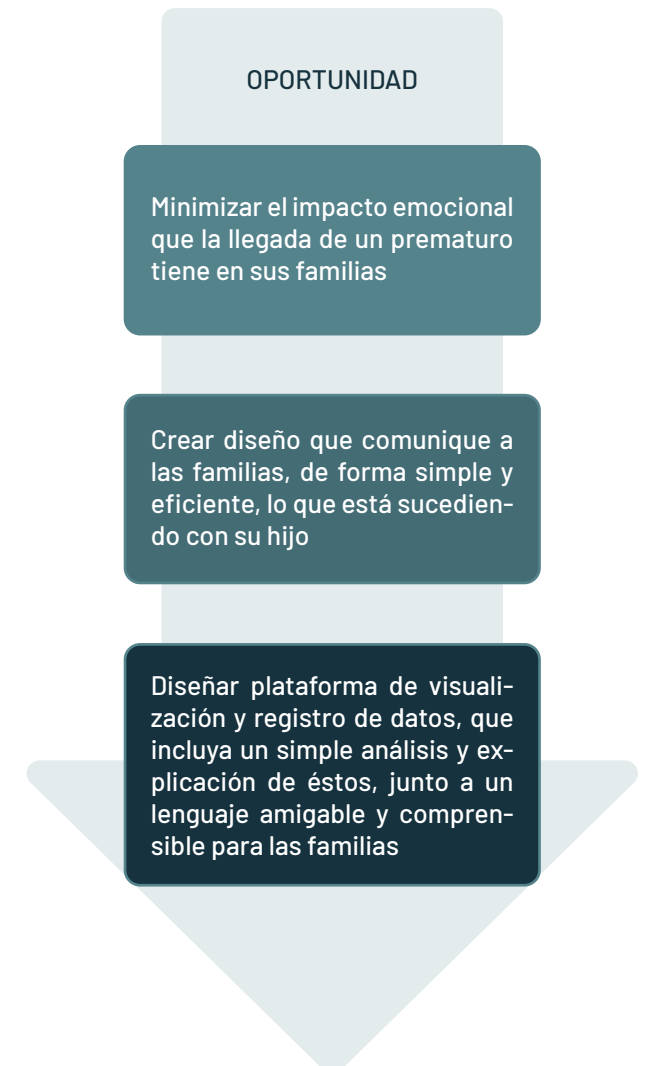 OPORTUNIDAD
Minimizar el impacto emocional
que la llegada de un prematuro
tiene en sus familias
Crear diseño que comunique a
las familias, de forma simple y
eficiente, lo que está sucedien-
do con su hijo
Diseñar plataforma de visuali-
zación y registro de datos, que
incluya un simple análisis y ex-
plicación de éstos, junto a un
lenguaje amigable y compren-
sible para las familias